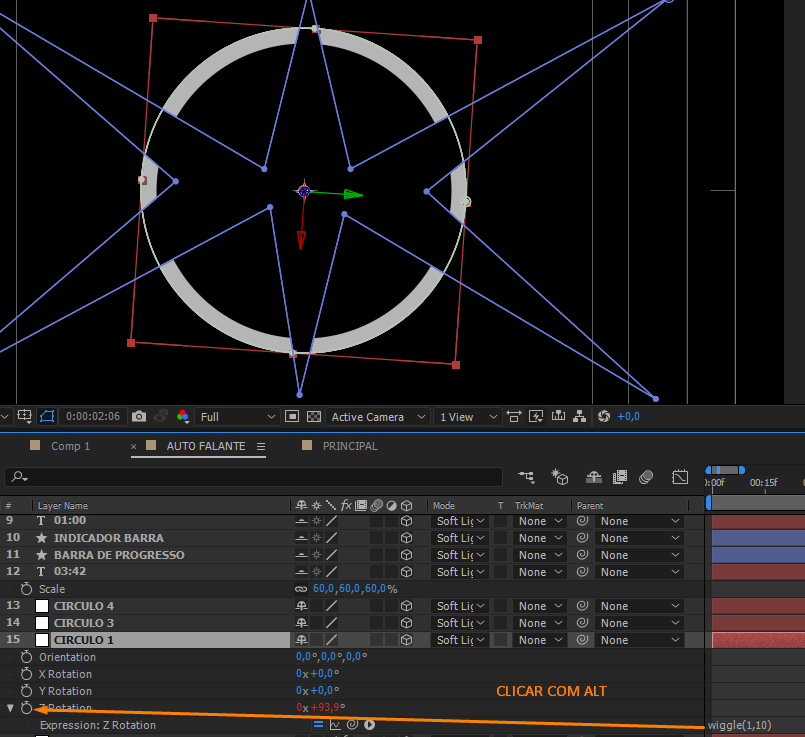 0:00:02:06
Full
Active Camera
1 View
+0,0
Comp 1
× AUTO FALANTE
PRINCIPAL
:00f
00:15f
0
# Layer Name
fx
Mode
T
TrkMat
Parent
9 T 01:00 Soft Lig None None
10 INDICADOR BARRA Soft Lig None None
11 BARRA DE PROGRESSO Soft Lig None None
12 T 03:42 Soft Lig None None
Scale 60,0,60,0,60,0%
13 CIRCULO 4 Soft Lig None None
14 CIRCULO 3 Soft Lig None None
15 CIRCULO 1 Soft Lig None None
Orientation 0,0°,0,0°,0,0°
X Rotation 0x+0,0°
Y Rotation 0x+0,0°
CLICAR COM ALT
Z Rotation 0x+93,9°
Expression: Z Rotation
wiggle(1,10)